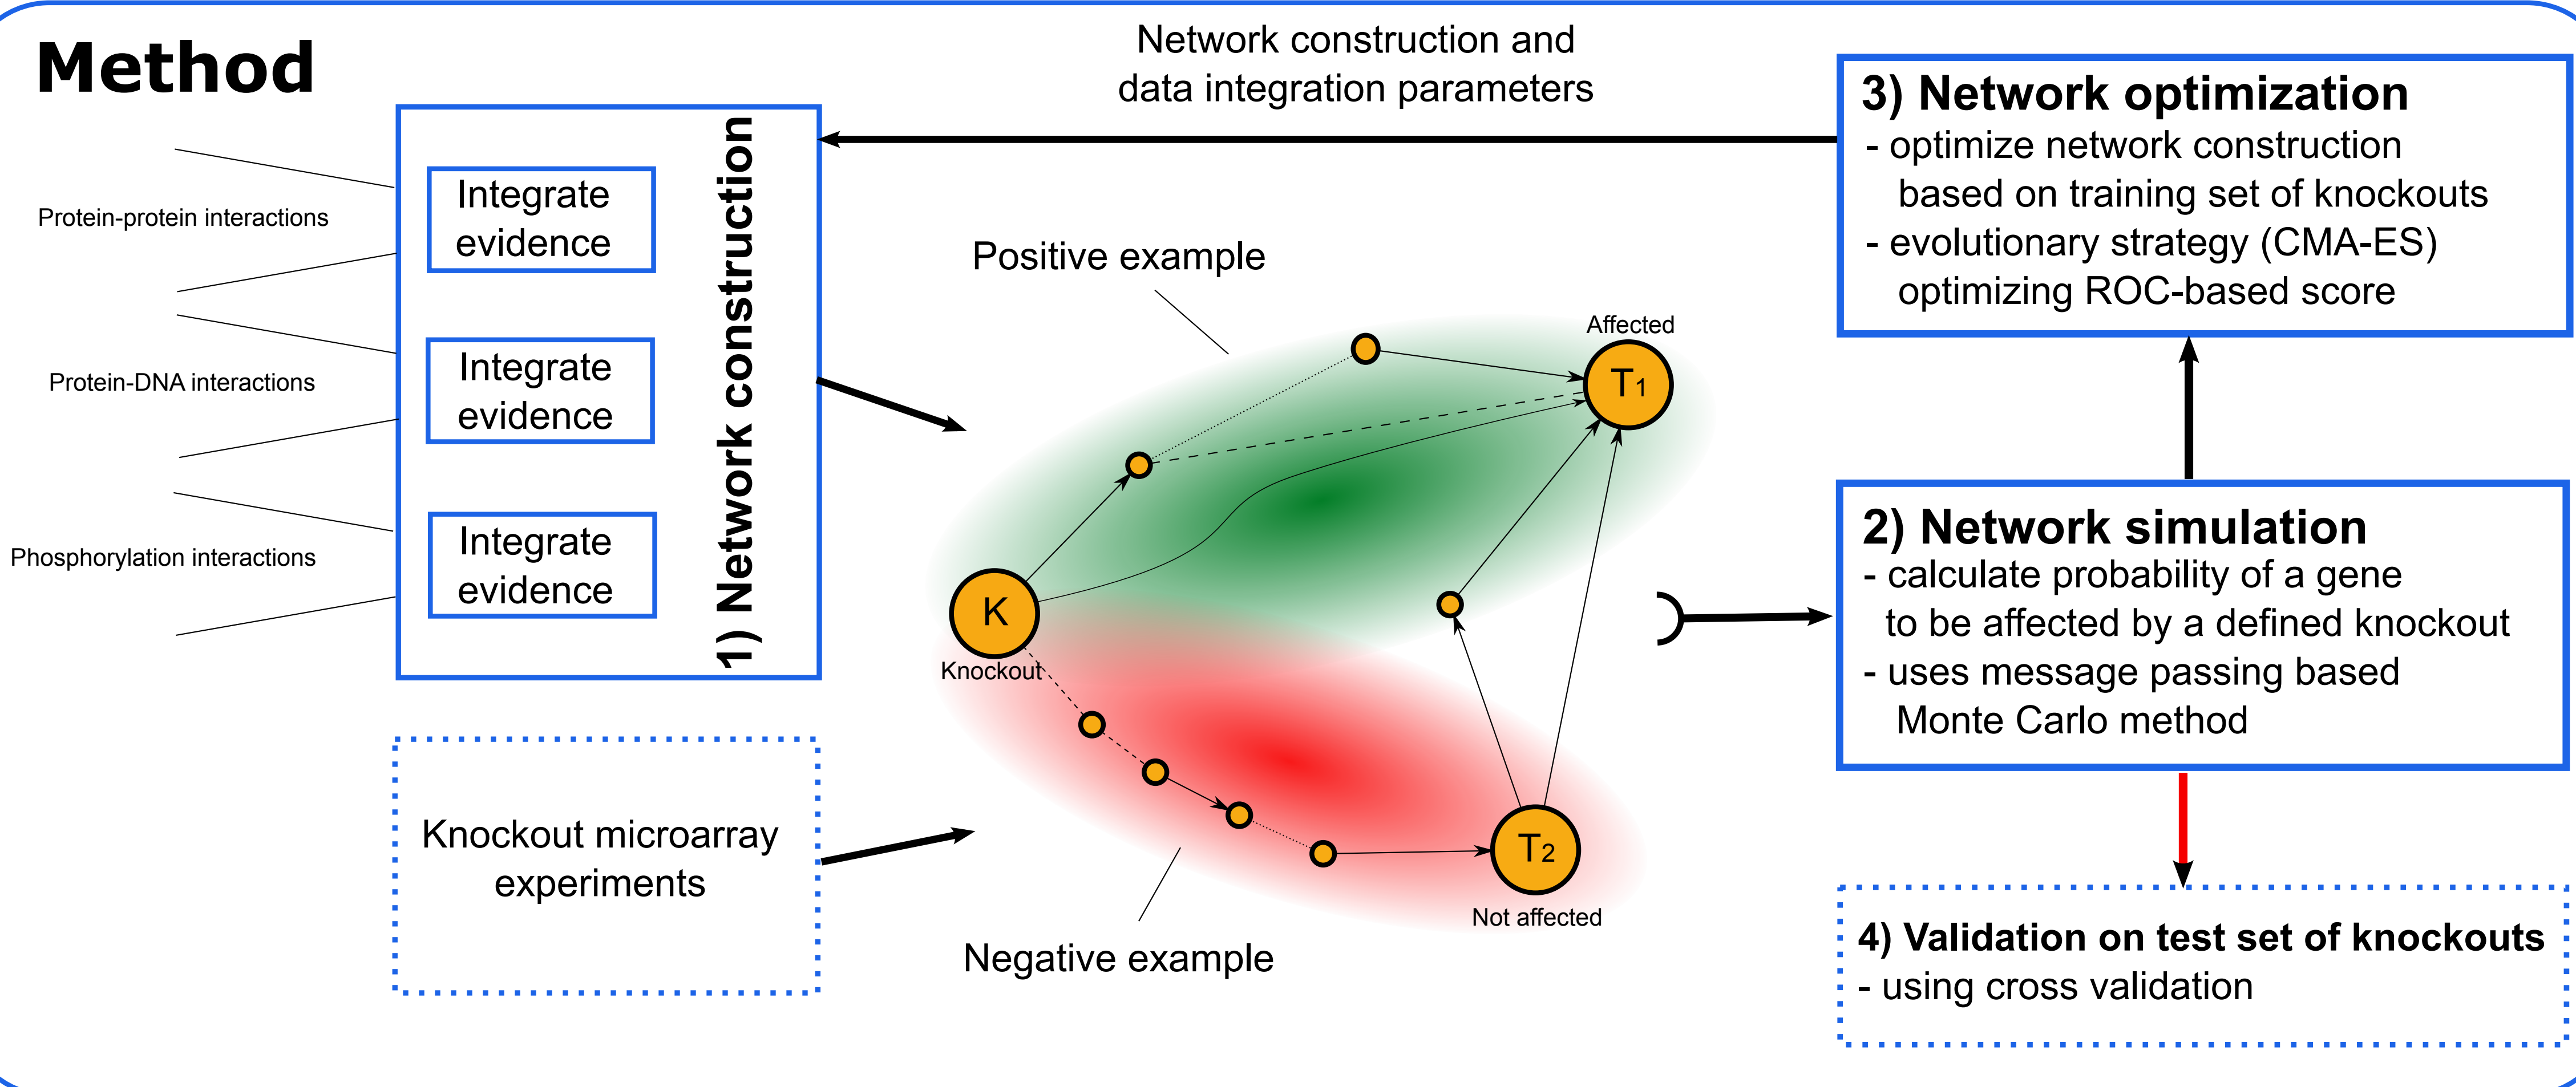 Method
Network construction and
data integration parameters
Protein-protein interactions
Protein-DNA interactions
Phosphorylation interactions
Integrate
evidence
Integrate
evidence
Integrate
evidence
1) Network construction
Knockout microarray
experiments
Positive example
Affected
T1
K
Knockout
T2
Not affected
Negative example
3) Network optimization
- optimize network construction
based on training set of knockouts
- evolutionary strategy (CMA-ES)
optimizing ROC-based score
2) Network simulation
- calculate probability of a gene
to be affected by a defined knockout
- uses message passing based
Monte Carlo method
4) Validation on test set of knockouts
- using cross validation